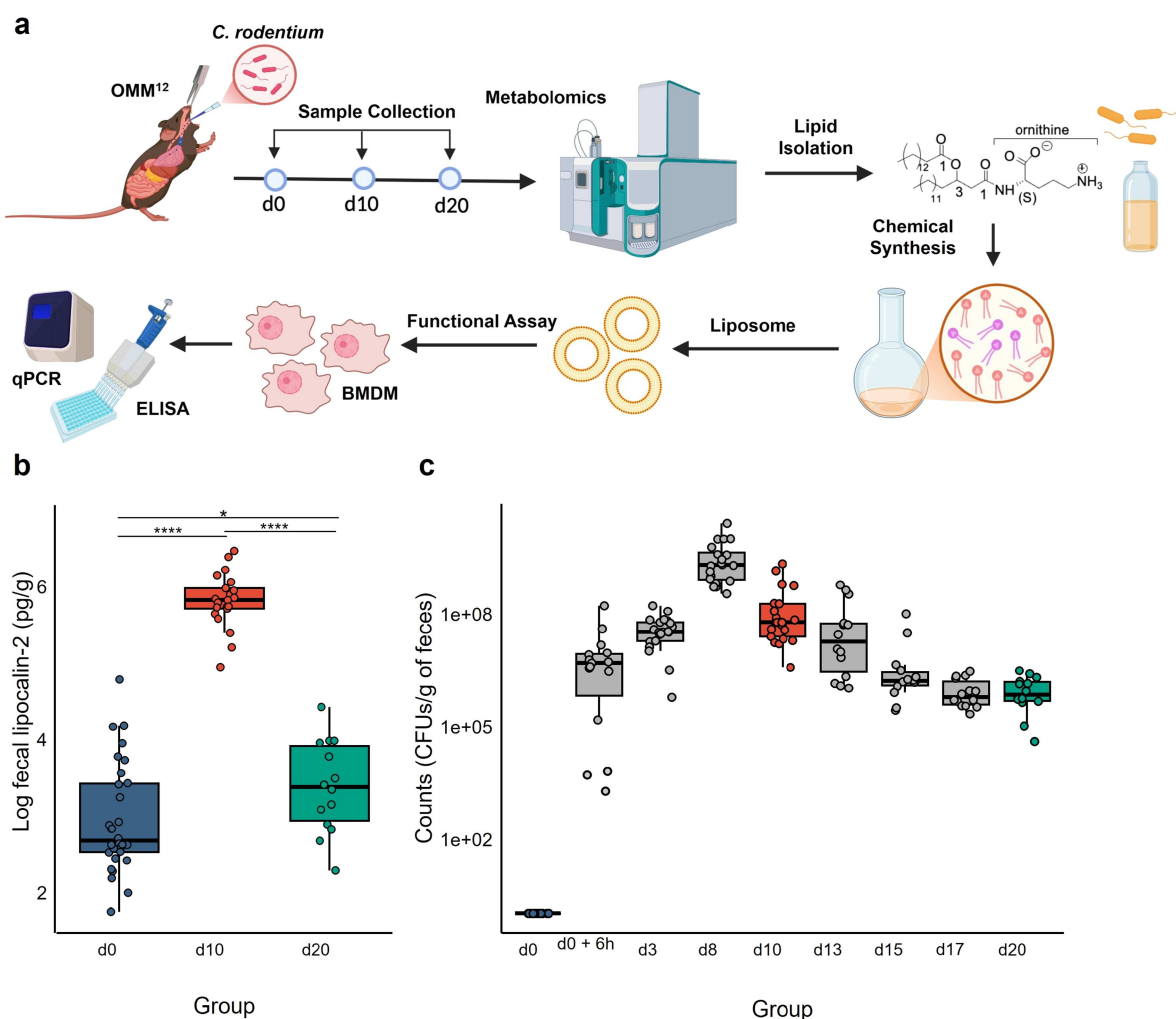 a
C. rodentium
OMM¹²
Sample Collection
d0 d10 d20
Metabolomics
Lipid
Isolation
ornithine
O O ⊖
12 1 O
O ⊕
11 3 1 NH NH₃
(S)
Chemical
Synthesis
qPCR
ELISA
BMDM
Functional Assay
Liposome
b
Log fecal lipocalin-2 (pg/g)
*
**** ****
6
4
2
d0 d10 d20
Group
c
Counts (CFUs/g of feces)
1e+08
1e+05
1e+02
d0 d0 + 6h d3 d8 d10 d13 d15 d17 d20
Group